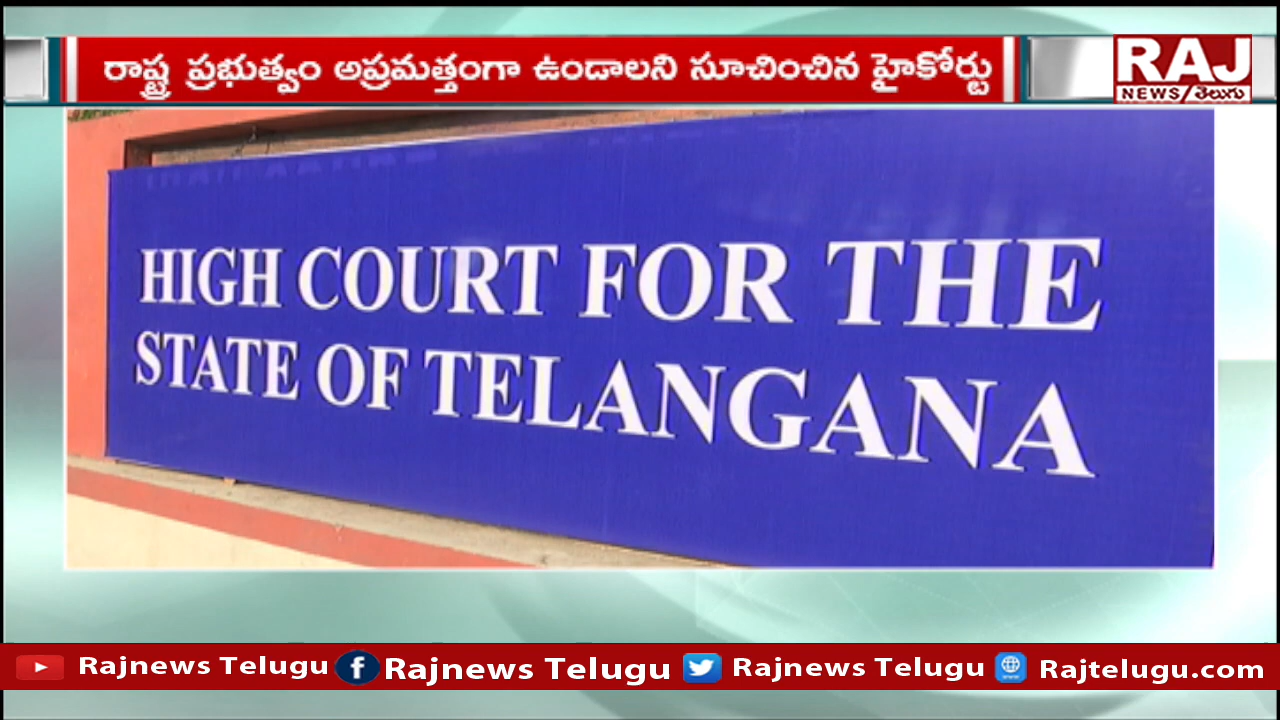 రాష్ట్ర ప్రభుత్వం అప్రమత్తంగా ఉండాలని సూచించిన హైకోర్టు
RAJ
NEWS తెలుగు
HIGH COURT FOR THE
STATE OF TELANGANA
Rajnews Telugu Rajnews Telugu Rajnews Telugu Rajtelugu.com